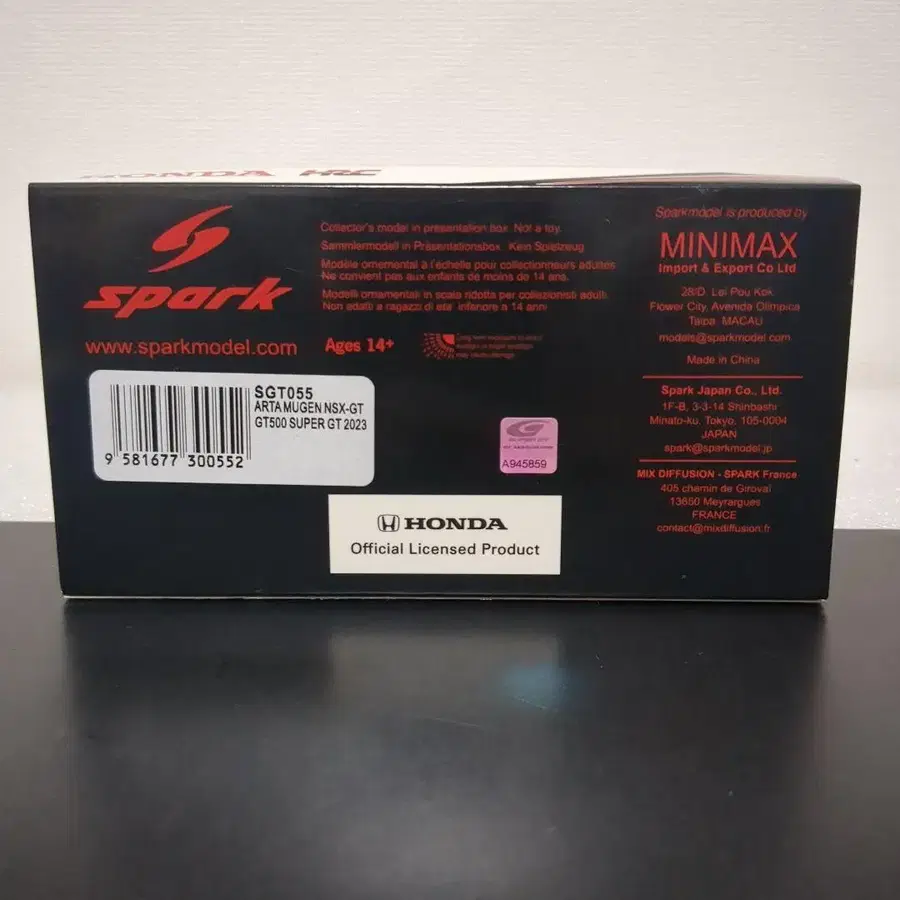 HONDA HRC
spark
www.sparkmodel.com
Collector's model in presentation box. Not a toy.
Sammlermodell in Präsentationsbox. Kein Spielzeug
Modèle ornemental à l'échelle pour collectionneurs adultes
Ne convient pas aux enfants de moins de 14 ans.
Modelli ornamentali in scala ridotta per collezionisti adulti.
Non adatti a ragazzi di eta' inferiore a 14 anni
Ages 14+
SGT055
ARTA MUGEN NSX-GT
GT500 SUPER GT 2023
9 581677 300552
A945859
HONDA
Official Licensed Product
Sparkmodel is produced by
MINIMAX
Import & Export Co Ltd
28/D, Lei Pou Kok
Flower City, Avenida Olimpica
Taipa, MACAU
models@sparkmodel.com
Made in China
Spark Japan Co., Ltd.
1F-B, 3-3-14 Shinbashi
Minato-ku, Tokyo, 105-0004
JAPAN
spark@sparkmodel.jp
MIX DIFFUSION - SPARK France
405 chemin de Giroval
13650 Meyrargues
FRANCE
contact@mixdiffusion.fr